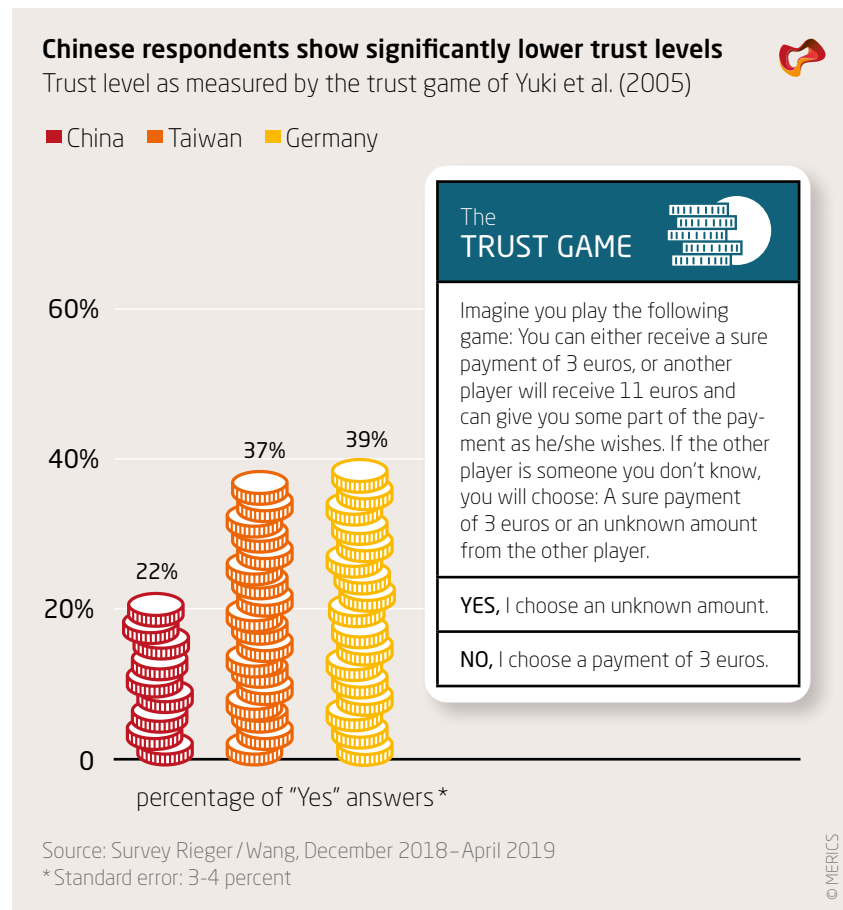 Chinese respondents show significantly lower trust levels
Trust level as measured by the trust game of Yuki et al. (2005)
China Taiwan Germany
The
TRUST GAME
Imagine you play the following
game: You can either receive a sure
payment of 3 euros, or another
player will receive 11 euros and
can give you some part of the pay-
ment as he/she wishes. If the other
player is someone you don't know,
you will choose: A sure payment
of 3 euros or an unknown amount
from the other player.
YES, I choose an unknown amount.
NO, I choose a payment of 3 euros.
60%
40%
20%
0
22%
37%
39%
percentage of "Yes" answers*
Source: Survey Rieger/Wang, December 2018–April 2019
*Standard error: 3-4 percent
© MERICS